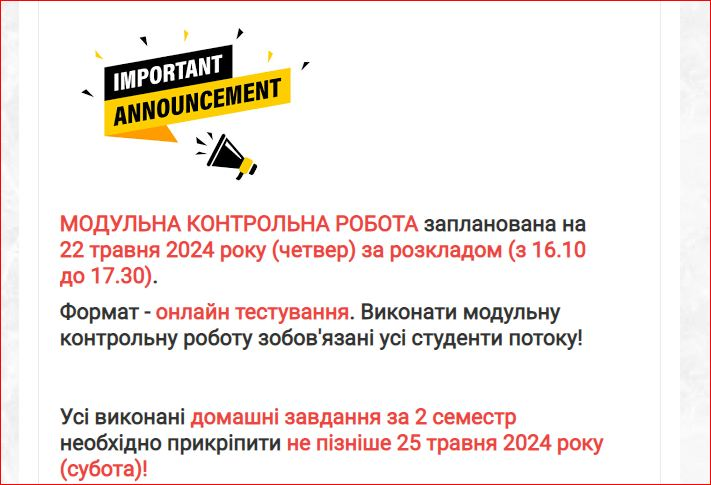 IMPORTANT
ANNOUNCEMENT
МОДУЛЬНА КОНТРОЛЬНА РОБОТА запланована на
22 травня 2024 року (четвер) за розкладом (з 16.10
до 17.30).
Формат - онлайн тестування. Виконати модульну
контрольну роботу зобов'язані усі студенти потоку!
Усі виконані домашні завдання за 2 семестр
необхідно прикріпити не пізніше 25 травня 2024 року
(субота)!